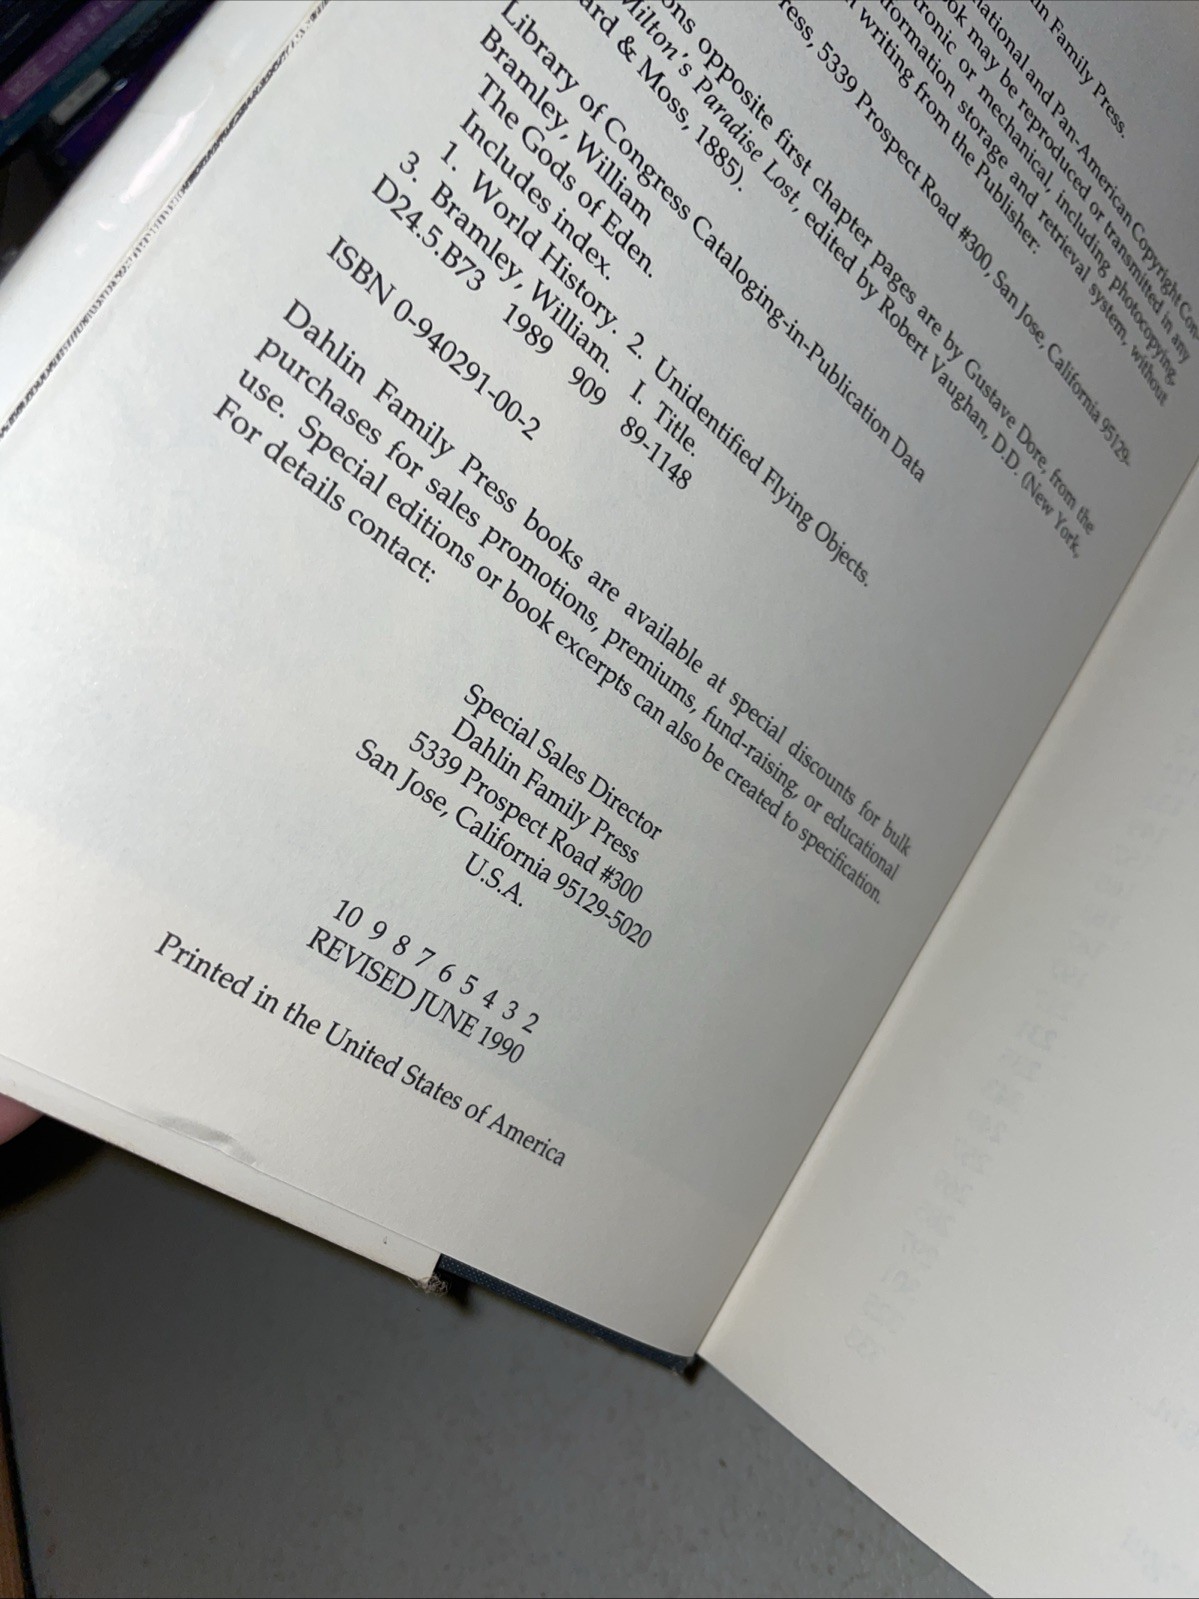 in Family Press.
national and Pan-American Copyright Con-
ok may be reproduced or transmitted in any
tronic or mechanical, including photocopying,
formation storage and retrieval system, without
writing from the Publisher:
ress, 5339 Prospect Road #300, San Jose, California 95129-
ons opposite first chapter pages are by Gustave Dore, from the
Milton's Paradise Lost, edited by Robert Vaughan, D.D. (New York,
ard & Moss, 1885).
Library of Congress Cataloging-in-Publication Data
Bramley, William
The Gods of Eden.
Includes index.
1. World History. 2. Unidentified Flying Objects.
3. Bramley, William. I. Title.
D24.5.B73 1989 909 89-1148
ISBN 0-940291-00-2
Dahlin Family Press books are available at special discounts for bulk
purchases for sales promotions, premiums, fund-raising, or educational
use. Special editions or book excerpts can also be created to specification.
For details contact:
Special Sales Director
Dahlin Family Press
5339 Prospect Road #300
San Jose, California 95129-5020
U.S.A.
10 9 8 7 6 5 4 3 2
REVISED JUNE 1990
Printed in the United States of America